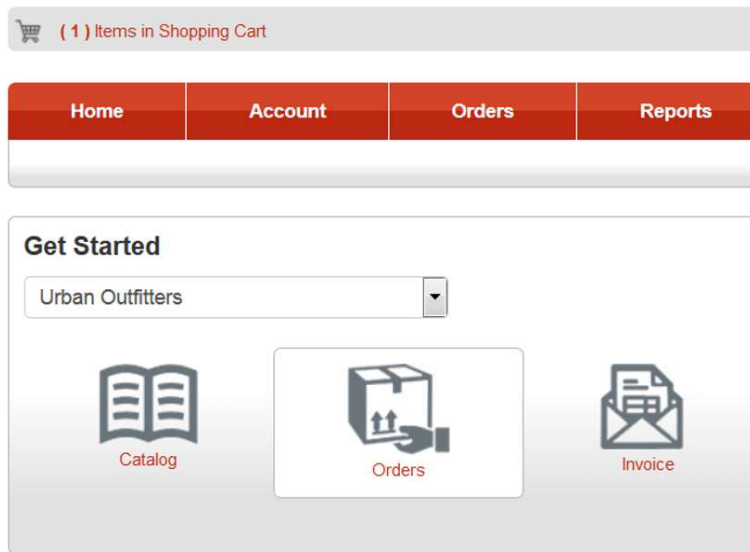 ( 1 ) Items in Shopping Cart
Home Account Orders Reports
Get Started
Urban Outfitters
Catalog Orders Invoice